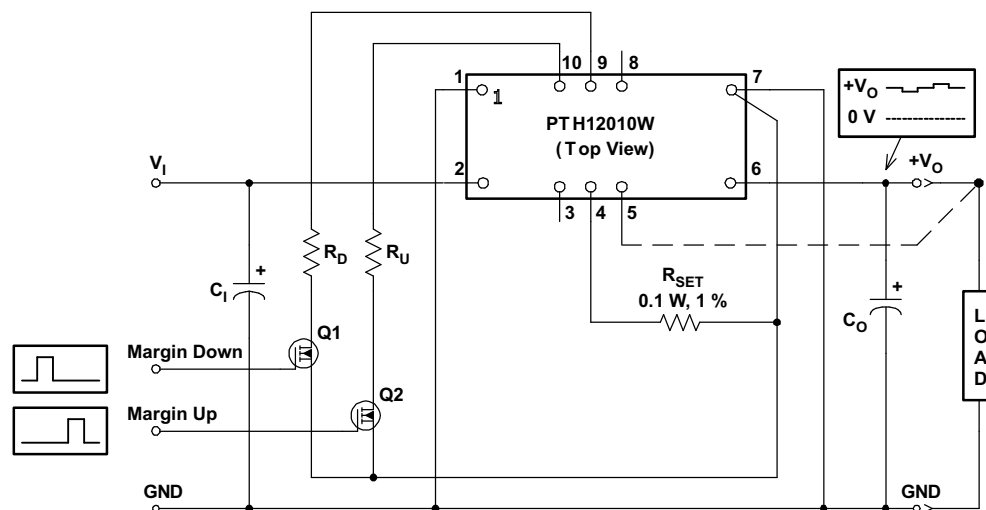 10 9 8
1 7
1
PTH12010W
(Top View)
+VO
0 V
VI
2 6
+VO
3 4 5
RD
RU
RSET
0.1 W, 1 %
+
CI
+
CO
L
O
A
D
Q1
Margin Down
Q2
Margin Up
GND
GND